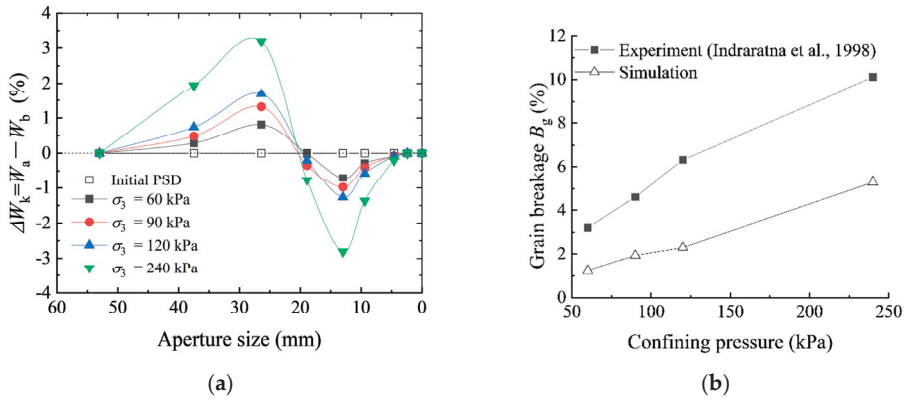 4
3
2
1
0
-1
-2
-3
-4
ΔWk=Wa−Wb (%)
Initial PSD
σ3 = 60 kPa
σ3 = 90 kPa
σ3 = 120 kPa
σ3 = 240 kPa
60 50 40 30 20 10 0
Aperture size (mm)
(a)
12
10
8
6
4
2
0
Grain breakage Bg (%)
Experiment (Indraratna et al., 1998)
Simulation
50 100 150 200 250
Confining pressure (kPa)
(b)